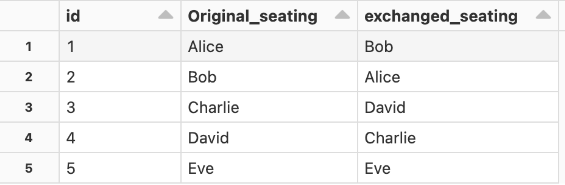 id Original_seating exchanged_seating
1 1 Alice Bob
2 2 Bob Alice
3 3 Charlie David
4 4 David Charlie
5 5 Eve Eve